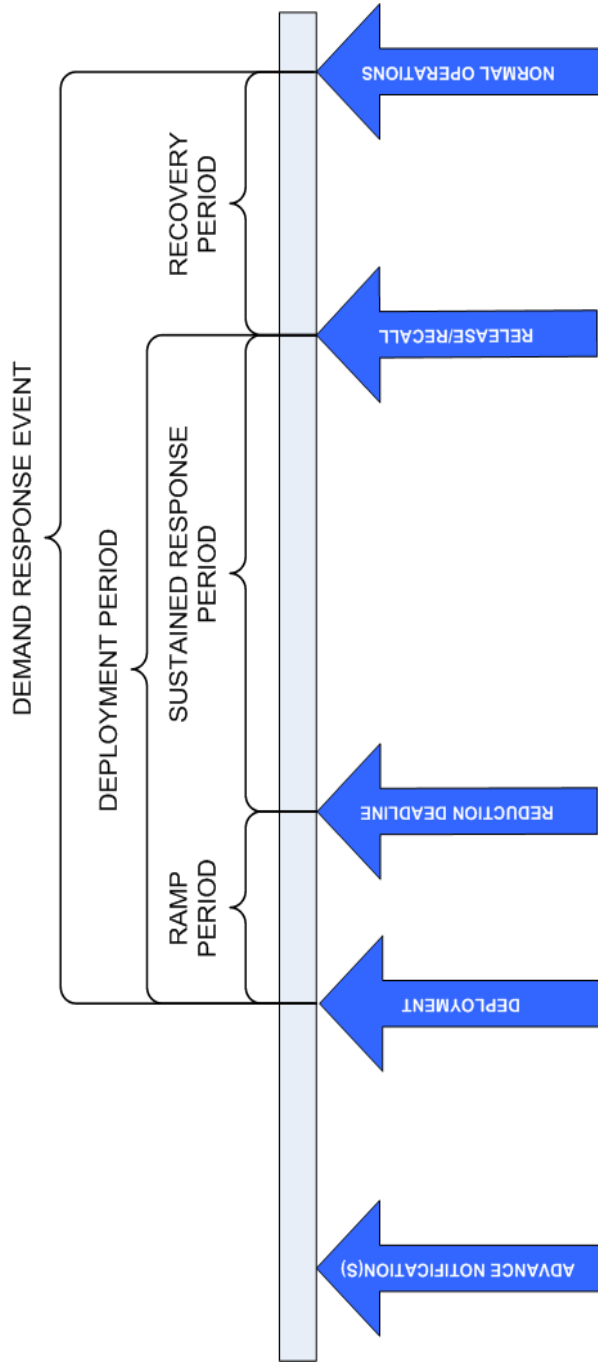 DEMAND RESPONSE EVENT
DEPLOYMENT PERIOD
RAMP
PERIOD
SUSTAINED RESPONSE
PERIOD
RECOVERY
PERIOD
ADVANCE NOTIFICATION(S)
DEPLOYMENT
REDUCTION DEADLINE
RELEASE/RECALL
NORMAL OPERATIONS